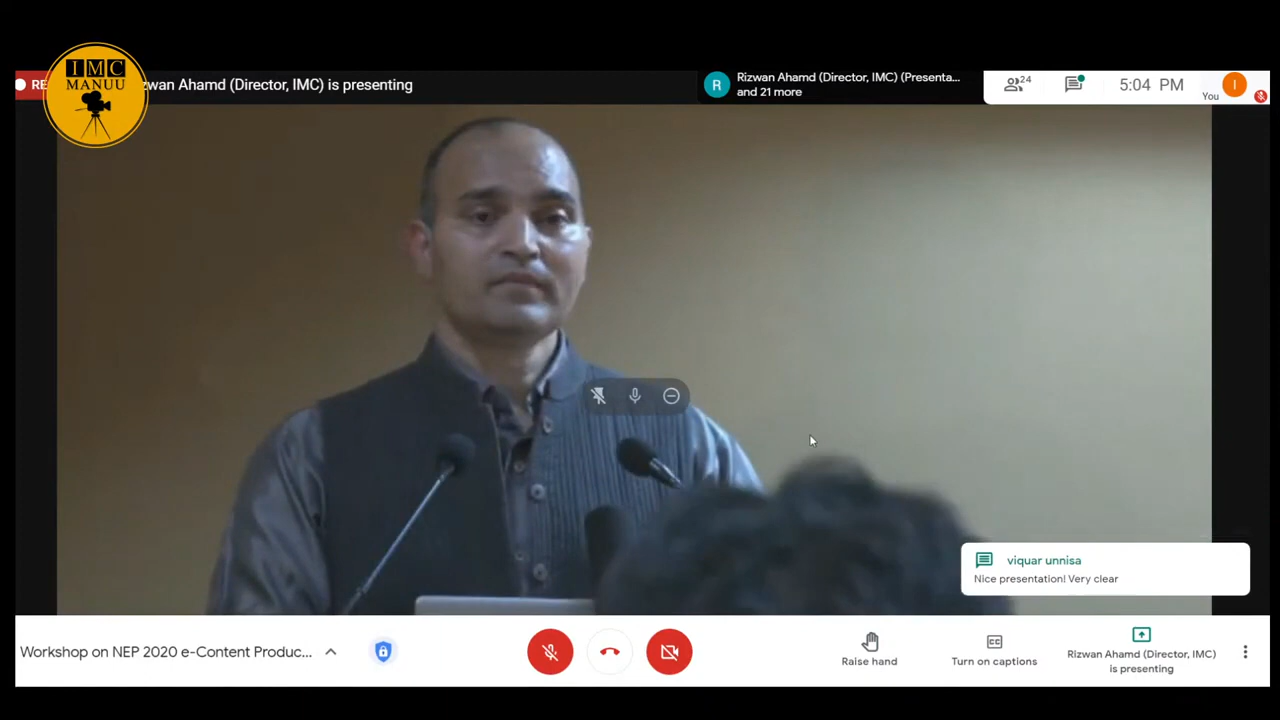 IMC
MANUU
RE
zwan Ahamd (Director, IMC) is presenting
R
Rizwan Ahamd (Director, IMC) (Presenta...
and 21 more
24
5:04 PM
You
I
viquar unnisa
Nice presentation! Very clear
Workshop on NEP 2020 e-Content Produc...
Raise hand
Turn on captions
Rizwan Ahamd (Director, IMC)
is presenting